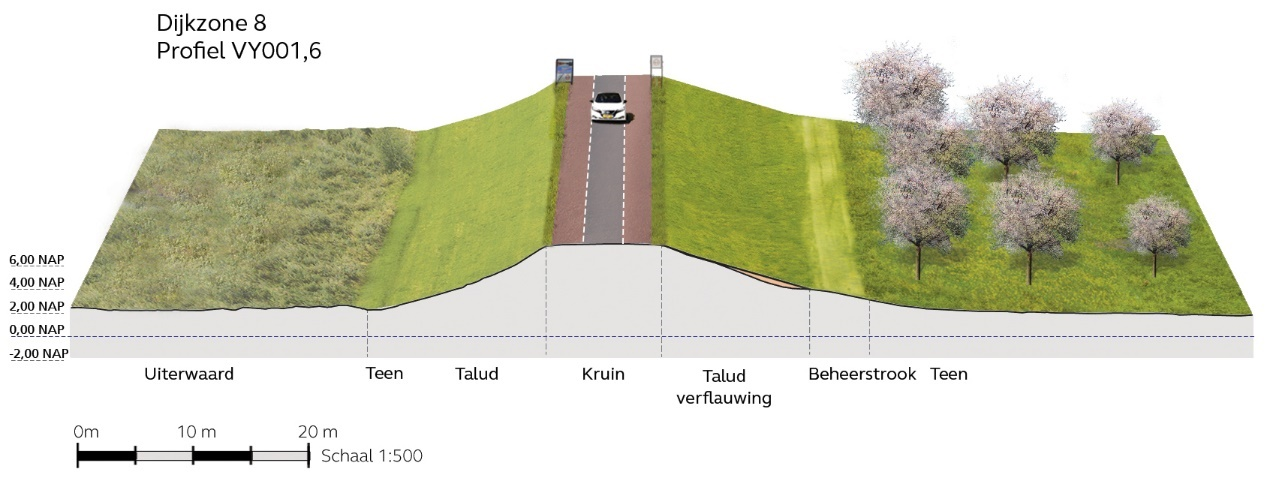 Dijkzone 8
Profiel VY001,6
6,00 NAP
4,00 NAP
2,00 NAP
0,00 NAP
-2,00 NAP
Uiterwaard
Teen
Talud
Kruin
Talud
verflauwing
Beheerstrook
Teen
0m
10 m
20 m
Schaal 1:500